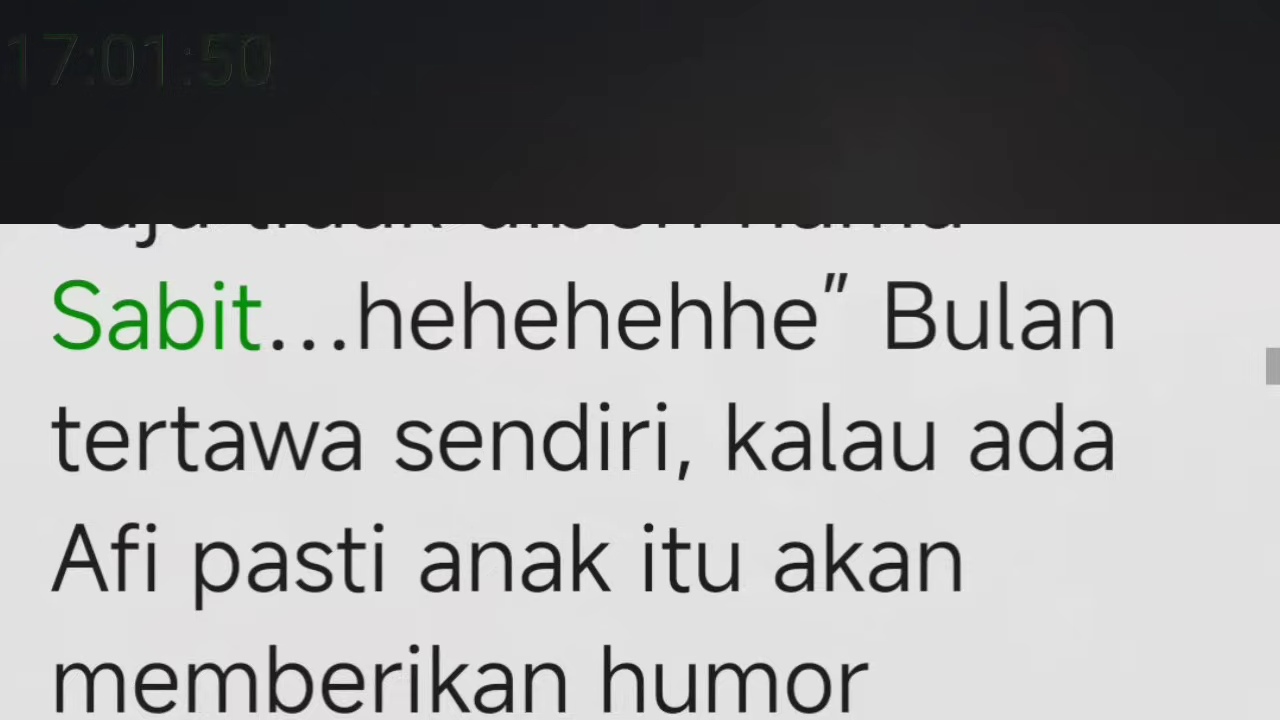 17:01:50
Sabit...hehehehhe" Bulan
tertawa sendiri, kalau ada
Afi pasti anak itu akan
memberikan humor